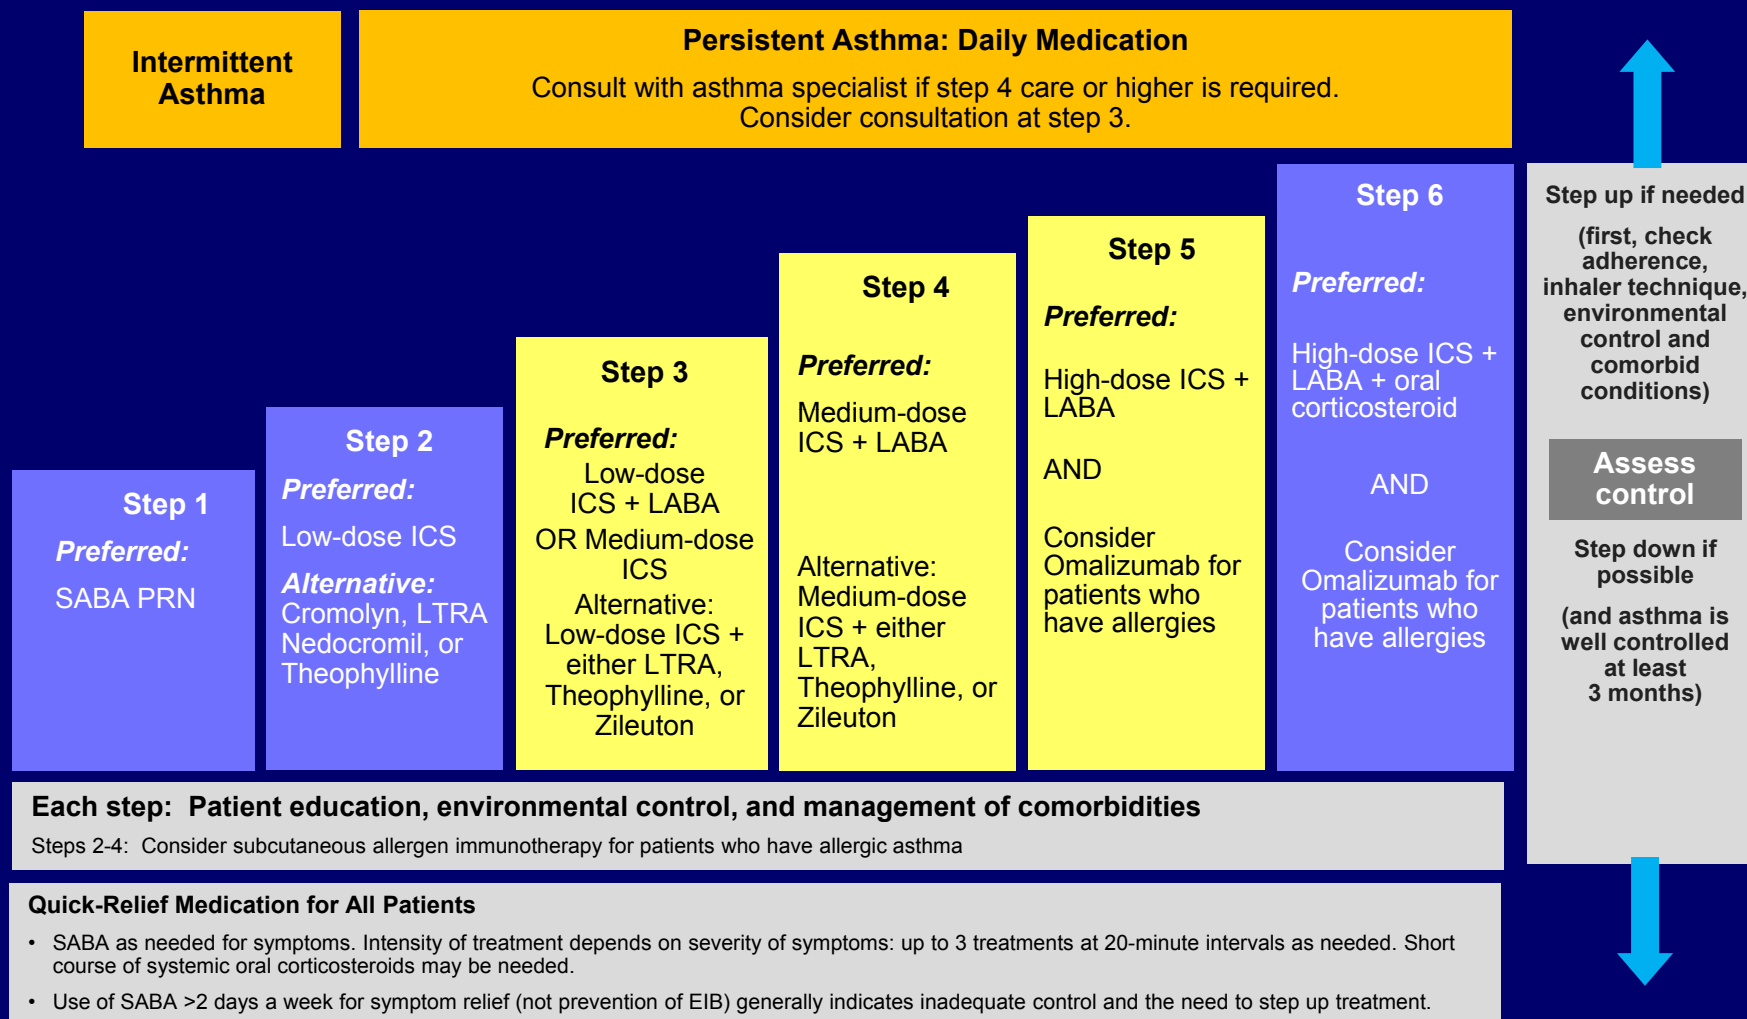 Intermittent
Asthma
Persistent Asthma: Daily Medication
Consult with asthma specialist if step 4 care or higher is required.
Consider consultation at step 3.
Step 1
Preferred:
SABA PRN
Step 2
Preferred:
Low-dose ICS
Alternative:
Cromolyn, LTRA
Nedocromil, or
Theophylline
Step 3
Preferred:
Low-dose
ICS + LABA
OR Medium-dose
ICS
Alternative:
Low-dose ICS +
either LTRA,
Theophylline, or
Zileuton
Step 4
Preferred:
Medium-dose
ICS + LABA
Alternative:
Medium-dose
ICS + either
LTRA,
Theophylline, or
Zileuton
Step 5
Preferred:
High-dose ICS +
LABA
AND
Consider
Omalizumab for
patients who
have allergies
Step 6
Preferred:
High-dose ICS +
LABA + oral
corticosteroid
AND
Consider
Omalizumab for
patients who
have allergies
Step up if needed
(first, check
adherence,
inhaler technique,
environmental
control and
comorbid
conditions)
Assess
control
Step down if
possible
(and asthma is
well controlled
at least
3 months)
Each step: Patient education, environmental control, and management of comorbidities
Steps 2-4: Consider subcutaneous allergen immunotherapy for patients who have allergic asthma
Quick-Relief Medication for All Patients
• SABA as needed for symptoms. Intensity of treatment depends on severity of symptoms: up to 3 treatments at 20-minute intervals as needed. Short
course of systemic oral corticosteroids may be needed.
• Use of SABA >2 days a week for symptom relief (not prevention of EIB) generally indicates inadequate control and the need to step up treatment.